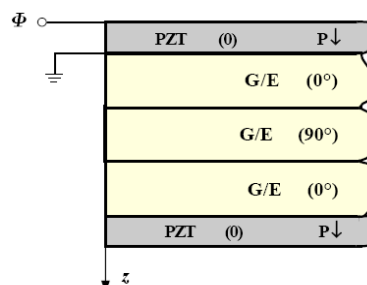 Φ
PZT (0) P↓
G/E (0°)
G/E (90°)
G/E (0°)
PZT (0) P↓
z